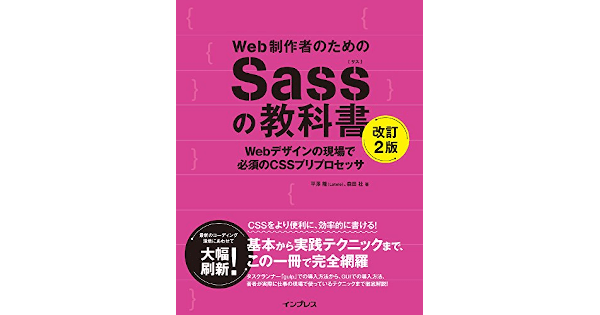 Web制作者のための
Sass
[サス]
の教科書
改訂
2版
Webデザインの現場で
必須のCSSプリプロセッサ
平澤 隆(Latele)、森田 壮 著
CSSをより便利に、効率的に書ける!
最新のコーディング
環境にあわせて
大幅
刷新!
基本から実践テクニックまで、
この一冊で完全網羅
タスクランナー「gulp」での導入方法から、GUIでの導入方法、
著者が実際に仕事の現場で使っているテクニックまで徹底解説!
インプレス